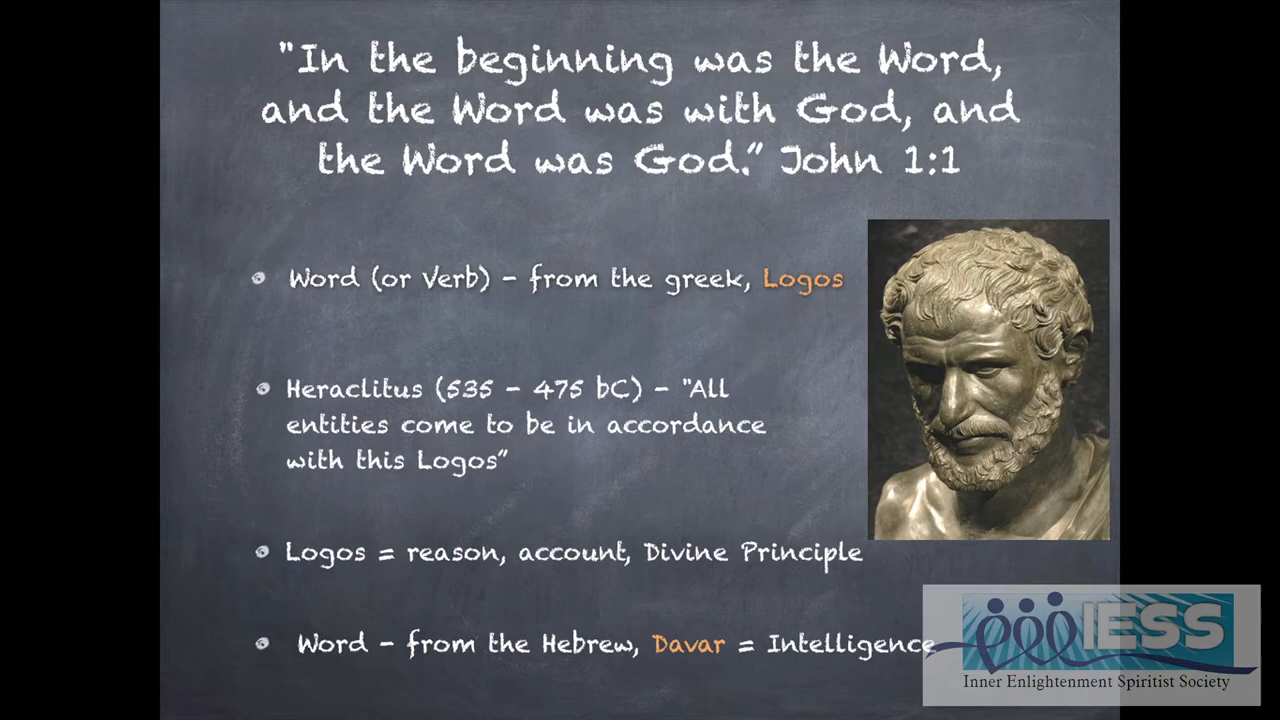 "In the beginning was the Word,
and the Word was with God, and
the Word was God." John 1:1
Word (or Verb) - from the greek, Logos
Heraclitus (535 - 475 bC) - "All
entities come to be in accordance
with this Logos"
Logos = reason, account, Divine Principle
Word - from the Hebrew, Davar = Intelligence
IESS
Inner Enlightenment Spiritist Society